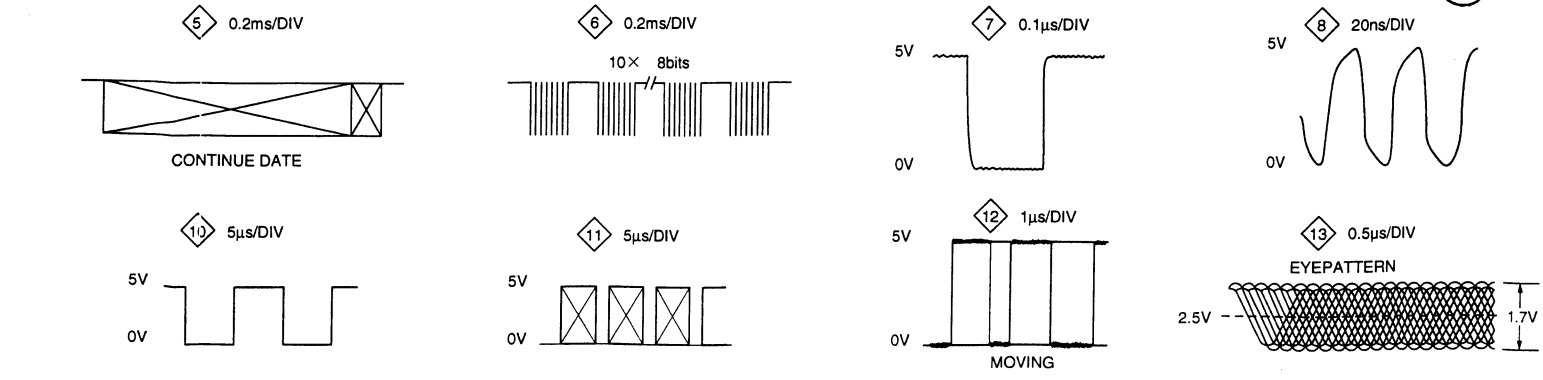 5 0.2ms/DIV
6 0.2ms/DIV
7 0.1µs/DIV
8 20ns/DIV
10× 8bits
5V
0V
5V
0V
CONTINUE DATE
10 5µs/DIV
11 5µs/DIV
12 1µs/DIV
13 0.5µs/DIV
5V
0V
5V
0V
5V
0V
MOVING
EYEPATTERN
2.5V
1.7V